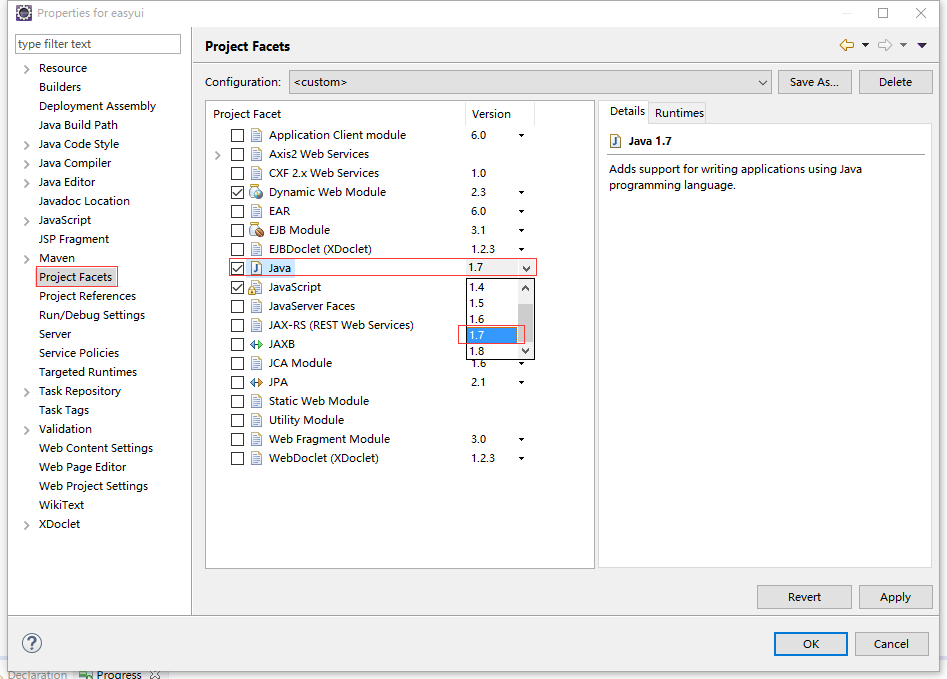 Properties for easyui
type filter text
Resource
Builders
Deployment Assembly
Java Build Path
Java Code Style
Java Compiler
Java Editor
Javadoc Location
JavaScript
JSP Fragment
Maven
Project Facets
Project References
Run/Debug Settings
Server
Service Policies
Targeted Runtimes
Task Repository
Task Tags
Validation
Web Content Settings
Web Page Editor
Web Project Settings
WikiText
XDoclet
Project Facets
Configuration: <custom> Save As... Delete
Project Facet Version
Application Client module 6.0
Axis2 Web Services
CXF 2.x Web Services 1.0
Dynamic Web Module 2.3
EAR 6.0
EJB Module 3.1
EJBDoclet (XDoclet) 1.2.3
Java 1.7
JavaScript 1.4
1.5
JavaServer Faces
1.6
JAX-RS (REST Web Services)
1.7
JAXB 1.8
JCA Module 1.6
JPA 2.1
Static Web Module
Utility Module
Web Fragment Module 3.0
WebDoclet (XDoclet) 1.2.3
Details Runtimes
Java 1.7
Adds support for writing applications using Java
programming language.
Revert Apply
OK Cancel
Declaration Progress